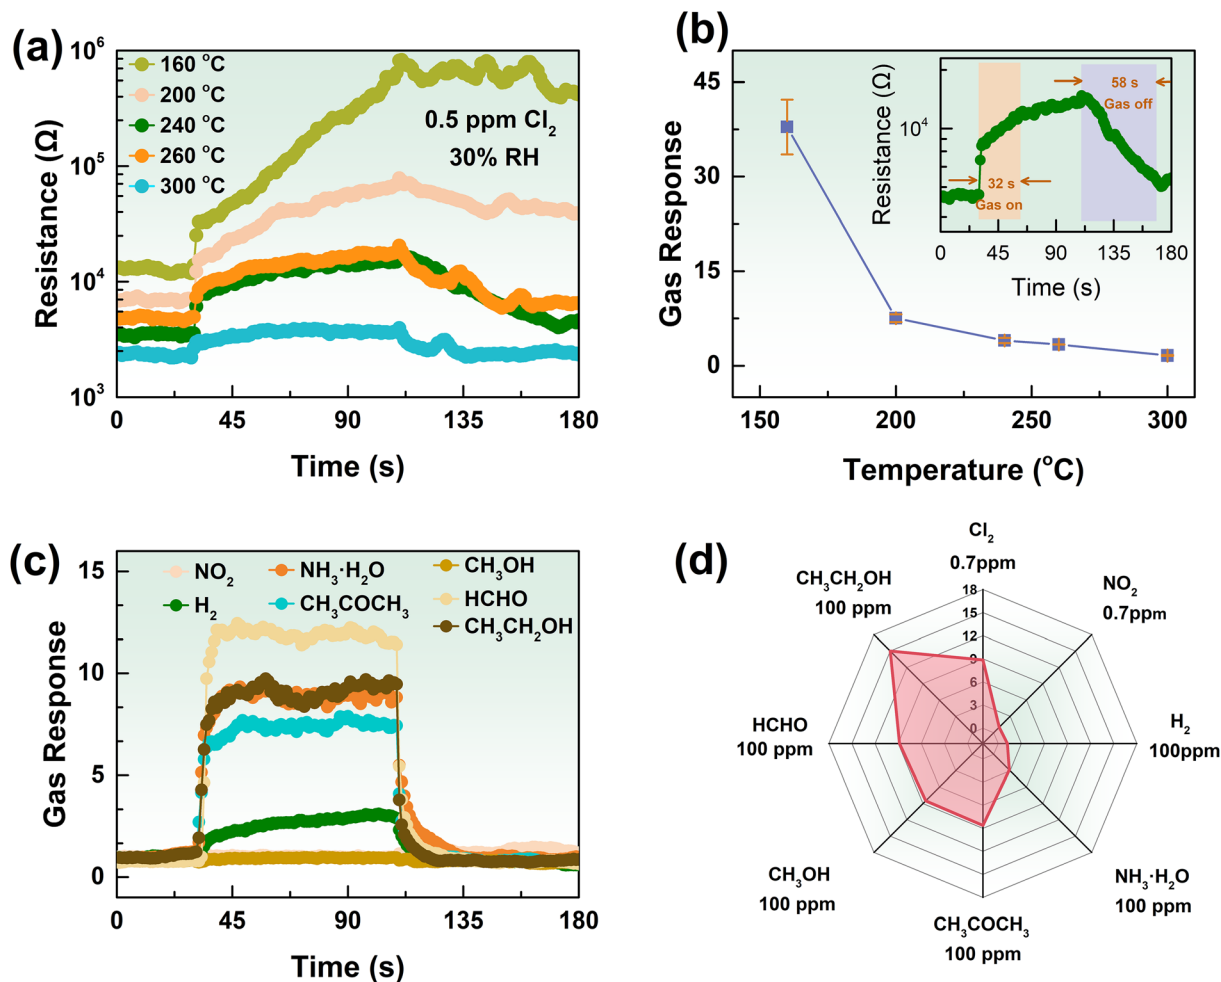 (a)
10⁶
10⁵
10⁴
10³
Resistance (Ω)
160 °C
200 °C
240 °C
260 °C
300 °C
0.5 ppm Cl₂
30% RH
0 45 90 135 180
Time (s)
(b)
45
30
15
0
Gas Response
150 200 250 300
Temperature (°C)
Resistance (Ω)
10⁴
58 s
Gas off
32 s
Gas on
0 45 90 135 180
Time (s)
(c)
15
10
5
0
Gas Response
NO₂
H₂
NH₃·H₂O
CH₃COCH₃
CH₃OH
HCHO
CH₃CH₂OH
0 45 90 135 180
Time (s)
(d)
Cl₂
0.7ppm
NO₂
0.7ppm
H₂
100ppm
NH₃·H₂O
100 ppm
CH₃COCH₃
100 ppm
CH₃OH
100 ppm
HCHO
100 ppm
CH₃CH₂OH
100 ppm
18
18
15
12
9
6
3
0